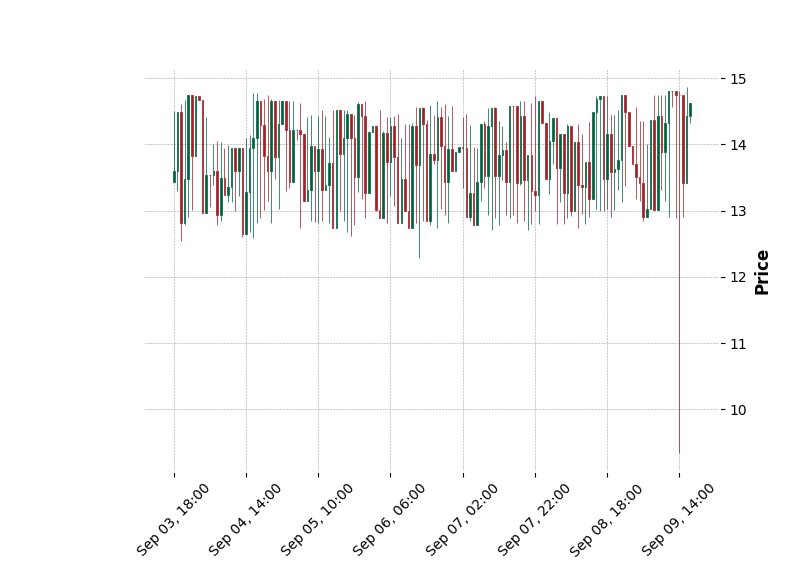 15
14
13
12
11
10
Price
Sep 03, 18:00
Sep 04, 14:00
Sep 05, 10:00
Sep 06, 06:00
Sep 07, 02:00
Sep 07, 22:00
Sep 08, 18:00
Sep 09, 14:00